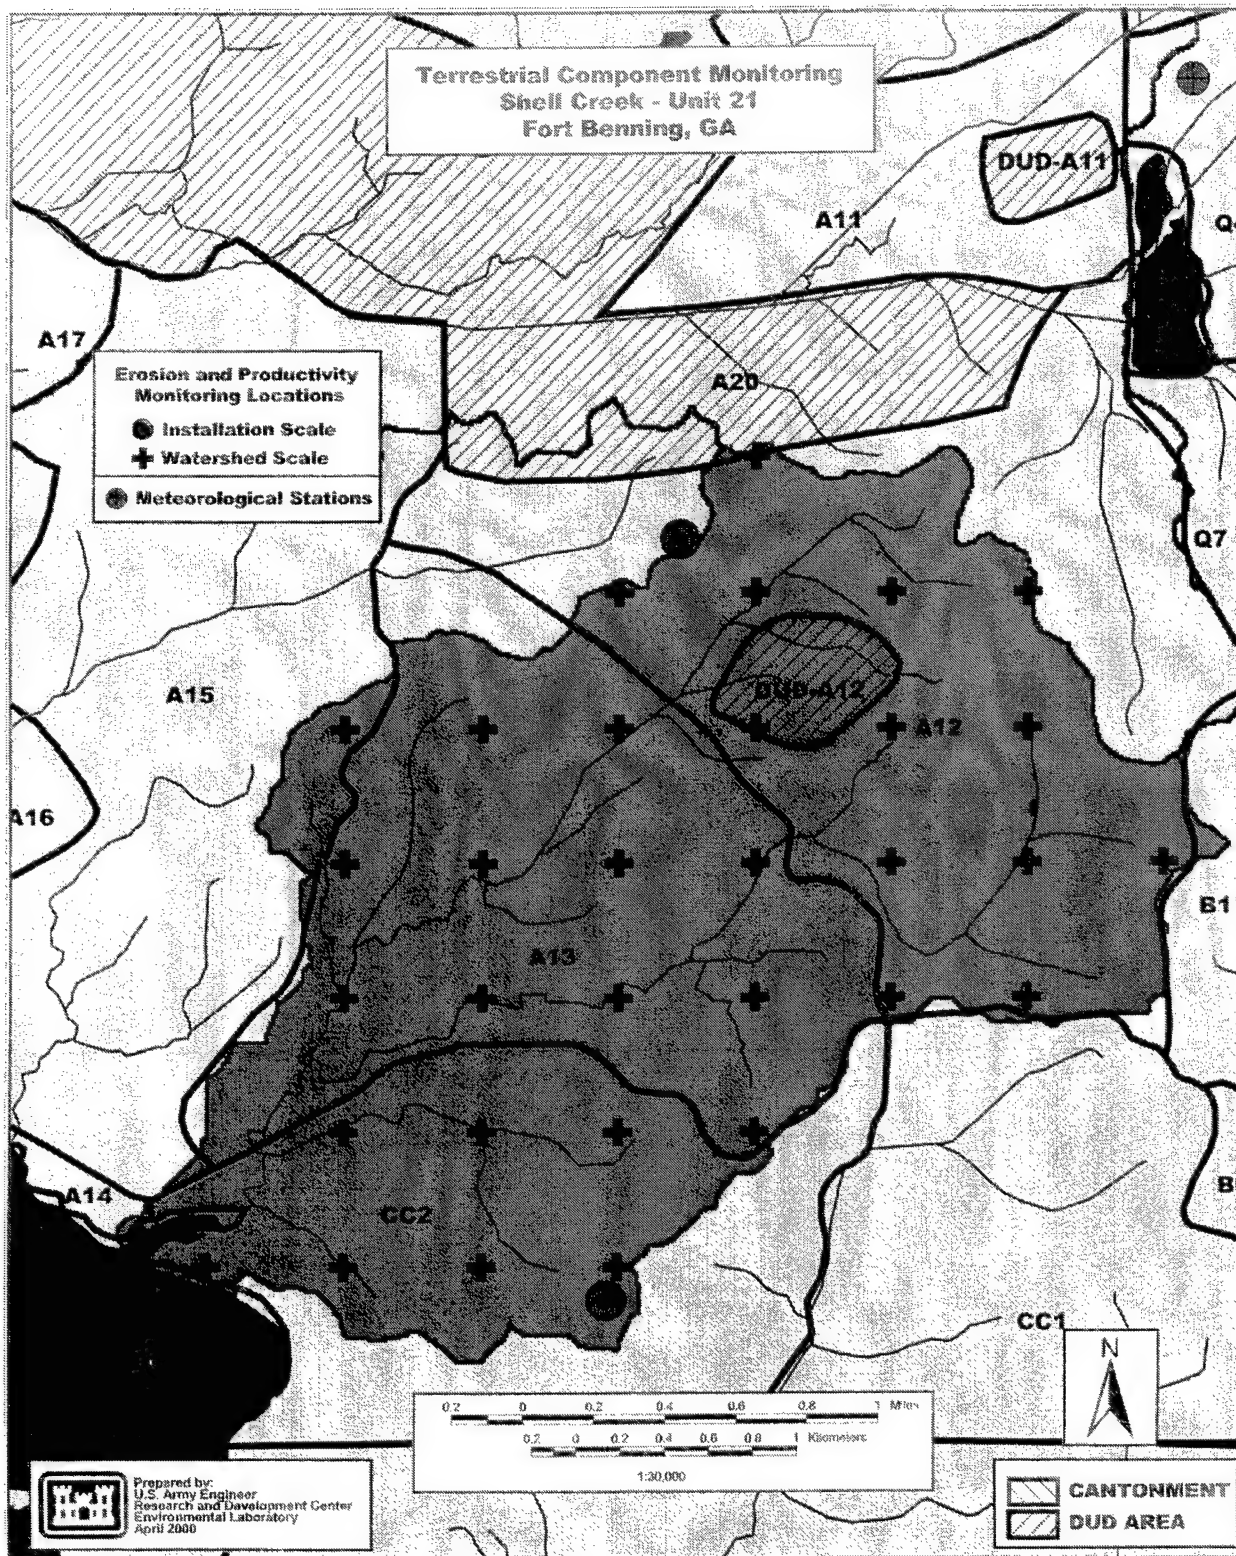 Terrestrial Component Monitoring
Shell Creek - Unit 21
Fort Benning, GA
DUD-A11
A11
A17
Erosion and Productivity
Monitoring Locations
Installation Scale
Watershed Scale
Meteorological Stations
A20
Q7
A15
DUD-A12
A12
A16
B1
A13
A14
CC2
CC1
N
0.2 0 0.2 0.4 0.6 0.8 1 Miles
0.2 0 0.2 0.4 0.6 0.8 1 Kilometers
1:30,000
Prepared by:
U.S. Army Engineer
Research and Development Center
Environmental Laboratory
April 2000
CANTONMENT
DUD AREA